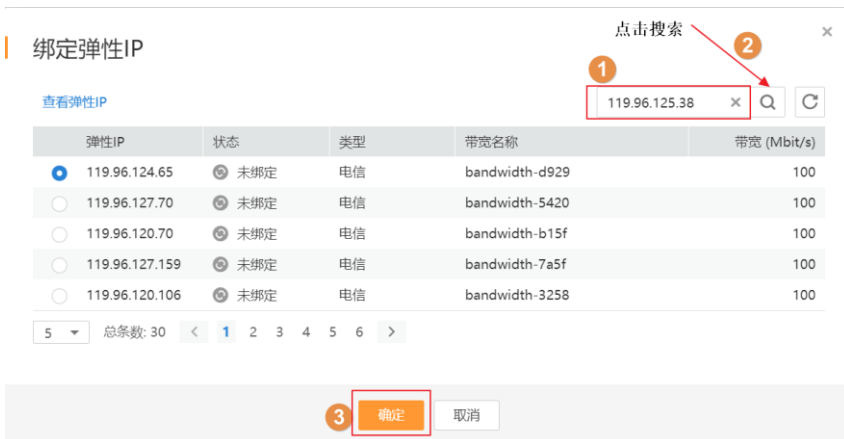 点击搜索
×
绑定弹性IP
2
1
查看弹性IP
119.96.125.38 ×
弹性IP 状态 类型 带宽名称 带宽 (Mbit/s)
119.96.124.65 未绑定 电信 bandwidth-d929 100
119.96.127.70 未绑定 电信 bandwidth-5420 100
119.96.120.70 未绑定 电信 bandwidth-b15f 100
119.96.127.159 未绑定 电信 bandwidth-7a5f 100
119.96.120.106 未绑定 电信 bandwidth-3258 100
5 总条数: 30 < 1 2 3 4 5 6 >
3 确定 取消